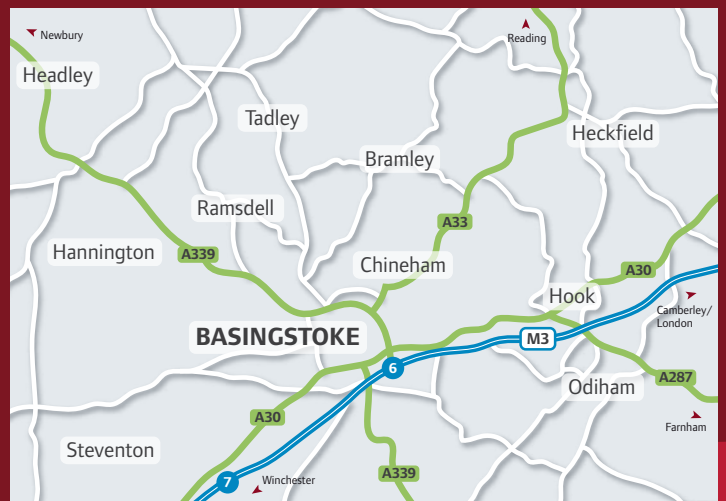 Newbury
Reading
Headley
Tadley
Heckfield
Bramley
Ramsdell
A33
Hannington
A339
Chineham
A30
Hook
Camberley/
London
BASINGSTOKE
M3
6
A287
Odiham
A30
Farnham
Steventon
A339
Winchester
7